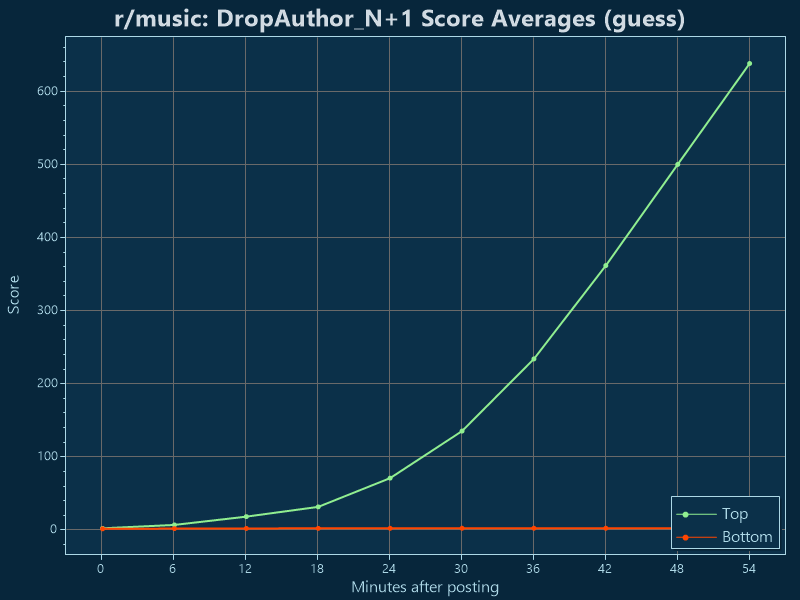 r/music: DropAuthor_N+1 Score Averages (guess)
600
500
400
300
200
100
0
Score
Top
Bottom
0 6 12 18 24 30 36 42 48 54
Minutes after posting